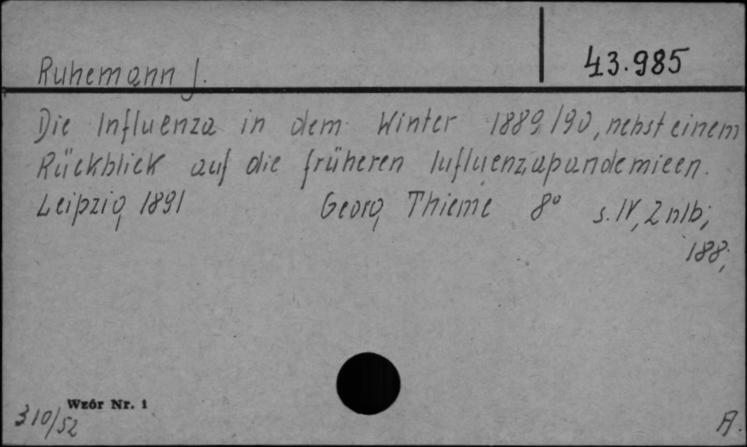 43.985
Ruhemann J.
Die Influenza in dem Winter 1889/90, nebst einem
Rückblick auf die früheren Influenzapandemieen.
Leipzig 1891 Georg Thieme 8° s. IV, 2 nlb;
188;
Wzór Nr. 1
310/52
A.